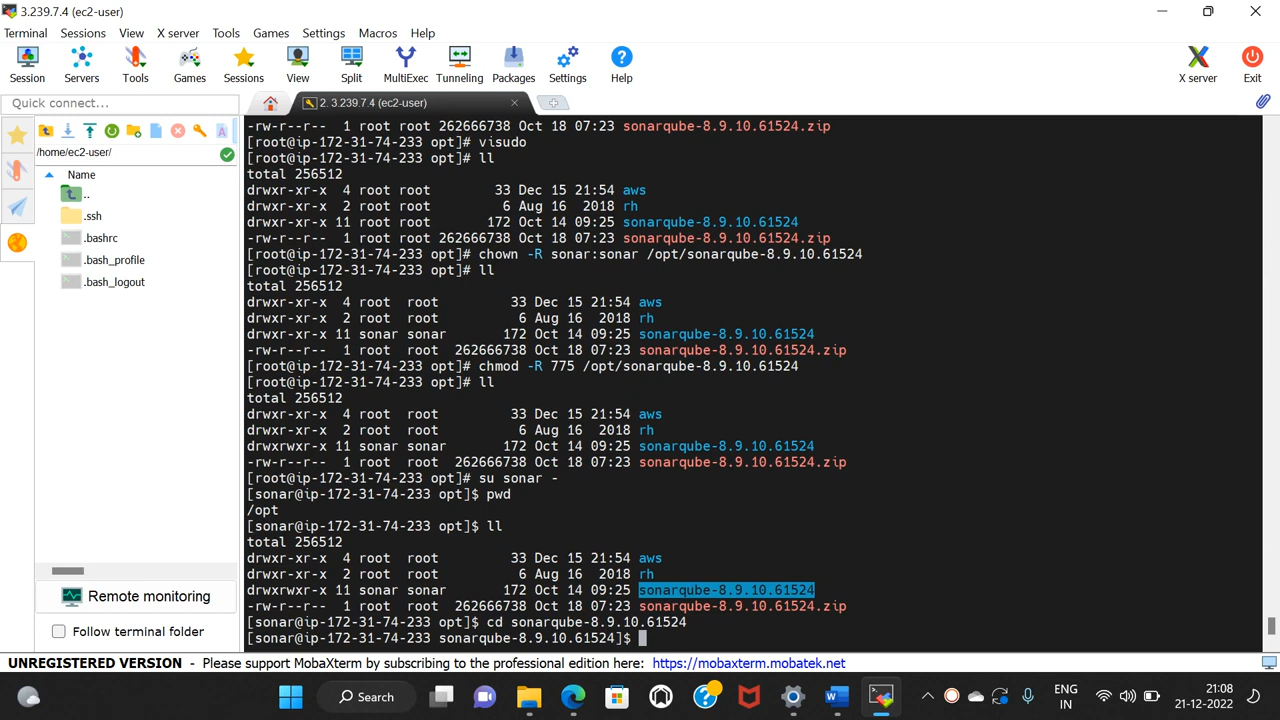 3.239.7.4 (ec2-user)
Terminal Sessions View X server Tools Games Settings Macros Help
Session Servers Tools Games Sessions View Split MultiExec Tunneling Packages Settings Help X server Exit
Quick connect...
2. 3.239.7.4 (ec2-user)
/home/ec2-user/
Name
..
.ssh
.bashrc
.bash_profile
.bash_logout
Remote monitoring
Follow terminal folder
-rw-r--r-- 1 root root 262666738 Oct 18 07:23 sonarqube-8.9.10.61524.zip
[root@ip-172-31-74-233 opt]# visudo
[root@ip-172-31-74-233 opt]# ll
total 256512
drwxr-xr-x 4 root root 33 Dec 15 21:54 aws
drwxr-xr-x 2 root root 6 Aug 16 2018 rh
drwxr-xr-x 11 root root 172 Oct 14 09:25 sonarqube-8.9.10.61524
-rw-r--r-- 1 root root 262666738 Oct 18 07:23 sonarqube-8.9.10.61524.zip
[root@ip-172-31-74-233 opt]# chown -R sonar:sonar /opt/sonarqube-8.9.10.61524
[root@ip-172-31-74-233 opt]# ll
total 256512
drwxr-xr-x 4 root root 33 Dec 15 21:54 aws
drwxr-xr-x 2 root root 6 Aug 16 2018 rh
drwxr-xr-x 11 sonar sonar 172 Oct 14 09:25 sonarqube-8.9.10.61524
-rw-r--r-- 1 root root 262666738 Oct 18 07:23 sonarqube-8.9.10.61524.zip
[root@ip-172-31-74-233 opt]# chmod -R 775 /opt/sonarqube-8.9.10.61524
[root@ip-172-31-74-233 opt]# ll
total 256512
drwxr-xr-x 4 root root 33 Dec 15 21:54 aws
drwxr-xr-x 2 root root 6 Aug 16 2018 rh
drwxrwxr-x 11 sonar sonar 172 Oct 14 09:25 sonarqube-8.9.10.61524
-rw-r--r-- 1 root root 262666738 Oct 18 07:23 sonarqube-8.9.10.61524.zip
[root@ip-172-31-74-233 opt]# su sonar -
[sonar@ip-172-31-74-233 opt]$ pwd
/opt
[sonar@ip-172-31-74-233 opt]$ ll
total 256512
drwxr-xr-x 4 root root 33 Dec 15 21:54 aws
drwxr-xr-x 2 root root 6 Aug 16 2018 rh
drwxrwxr-x 11 sonar sonar 172 Oct 14 09:25 sonarqube-8.9.10.61524
-rw-r--r-- 1 root root 262666738 Oct 18 07:23 sonarqube-8.9.10.61524.zip
[sonar@ip-172-31-74-233 opt]$ cd sonarqube-8.9.10.61524
[sonar@ip-172-31-74-233 sonarqube-8.9.10.61524]$
UNREGISTERED VERSION - Please support MobaXterm by subscribing to the professional edition here: https://mobaxterm.mobatek.net
Search
ENG
IN
21:08
21-12-2022